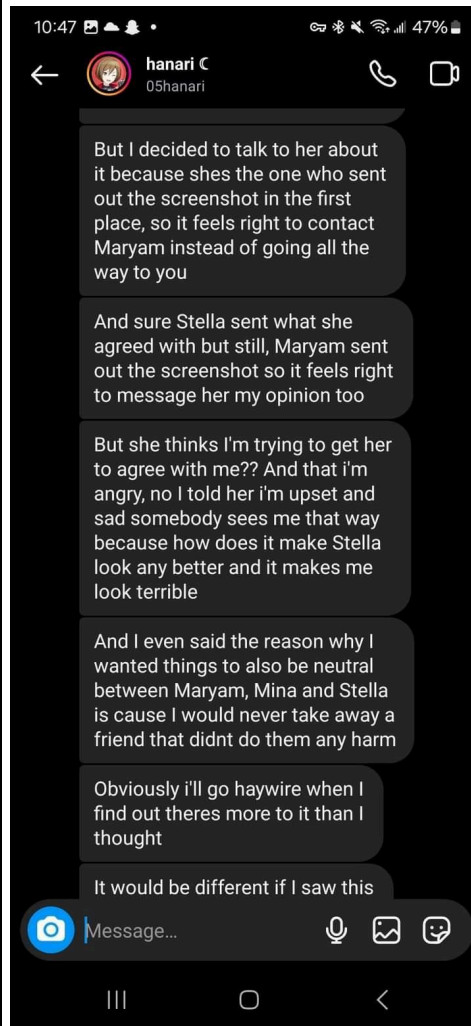 10:47
47%
hanari ☾
05hanari
But I decided to talk to her about
it because shes the one who sent
out the screenshot in the first
place, so it feels right to contact
Maryam instead of going all the
way to you
And sure Stella sent what she
agreed with but still, Maryam sent
out the screenshot so it feels right
to message her my opinion too
But she thinks I'm trying to get her
to agree with me?? And that i'm
angry, no I told her i'm upset and
sad somebody sees me that way
because how does it make Stella
look any better and it makes me
look terrible
And I even said the reason why I
wanted things to also be neutral
between Maryam, Mina and Stella
is cause I would never take away a
friend that didnt do them any harm
Obviously i'll go haywire when I
find out theres more to it than I
thought
It would be different if I saw this
Message...